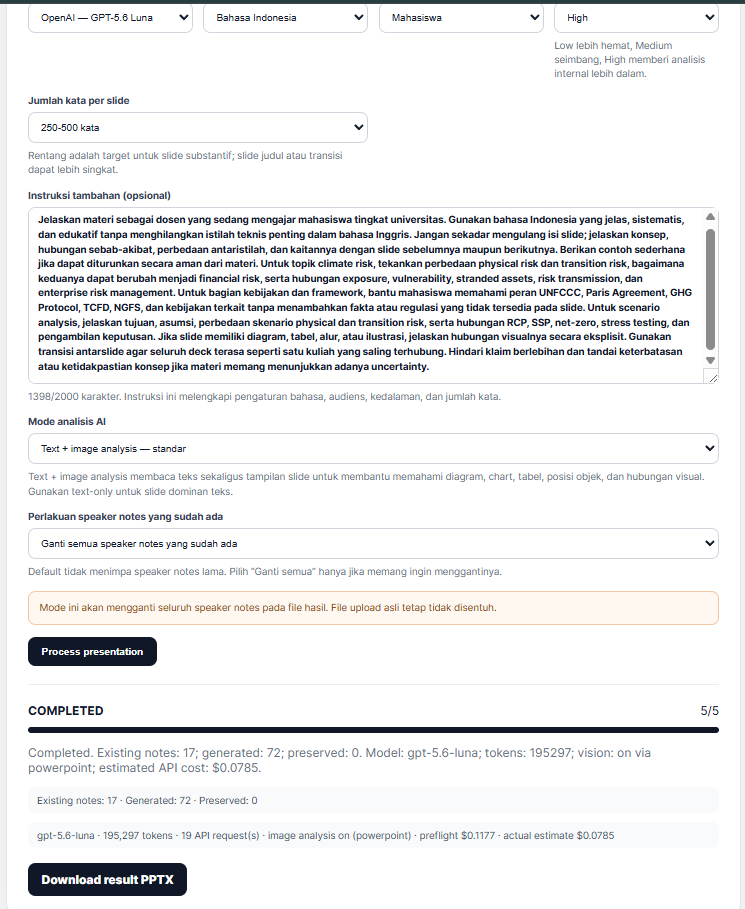 OpenAI — GPT-5.6 Luna
Bahasa Indonesia
Mahasiswa
High
Low lebih hemat, Medium
seimbang, High memberi analisis
internal lebih dalam.
Jumlah kata per slide
250-500 kata
Rentang adalah target untuk slide substantif; slide judul atau transisi
dapat lebih singkat.
Instruksi tambahan (opsional)
Jelaskan materi sebagai dosen yang sedang mengajar mahasiswa tingkat universitas. Gunakan bahasa Indonesia yang jelas, sistematis,
dan edukatif tanpa menghilangkan istilah teknis penting dalam bahasa Inggris. Jangan sekadar mengulang isi slide; jelaskan konsep,
hubungan sebab-akibat, perbedaan antaristilah, dan kaitannya dengan slide sebelumnya maupun berikutnya. Berikan contoh sederhana
jika dapat diturunkan secara aman dari materi. Untuk topik climate risk, tekankan perbedaan physical risk dan transition risk, bagaimana
keduanya dapat berubah menjadi financial risk, serta hubungan exposure, vulnerability, stranded assets, risk transmission, dan
enterprise risk management. Untuk bagian kebijakan dan framework, bantu mahasiswa memahami peran UNFCCC, Paris Agreement, GHG
Protocol, TCFD, NGFS, dan kebijakan terkait tanpa menambahkan fakta atau regulasi yang tidak tersedia pada slide. Untuk scenario
analysis, jelaskan tujuan, asumsi, perbedaan skenario physical dan transition risk, serta hubungan RCP, SSP, net-zero, stress testing, dan
pengambilan keputusan. Jika slide memiliki diagram, tabel, alur, atau ilustrasi, jelaskan hubungan visualnya secara eksplisit. Gunakan
transisi antarslide agar seluruh deck terasa seperti satu kuliah yang saling terhubung. Hindari klaim berlebihan dan tandai keterbatasan
atau ketidakpastian konsep jika materi memang menunjukkan adanya uncertainty.
1398/2000 karakter. Instruksi ini melengkapi pengaturan bahasa, audiens, kedalaman, dan jumlah kata.
Mode analisis AI
Text + image analysis — standar
Text + image analysis membaca teks sekaligus tampilan slide untuk membantu memahami diagram, chart, tabel, posisi objek, dan hubungan visual.
Gunakan text-only untuk slide dominan teks.
Perlakuan speaker notes yang sudah ada
Ganti semua speaker notes yang sudah ada
Default tidak menimpa speaker notes lama. Pilih "Ganti semua" hanya jika memang ingin menggantinya.
Mode ini akan mengganti seluruh speaker notes pada file hasil. File upload asli tetap tidak disentuh.
Process presentation
COMPLETED
5/5
Completed. Existing notes: 17; generated: 72; preserved: 0. Model: gpt-5.6-luna; tokens: 195297; vision: on via
powerpoint; estimated API cost: $0.0785.
Existing notes: 17 · Generated: 72 · Preserved: 0
gpt-5.6-luna · 195,297 tokens · 19 API request(s) · image analysis on (powerpoint) · preflight $0.1177 · actual estimate $0.0785
Download result PPTX